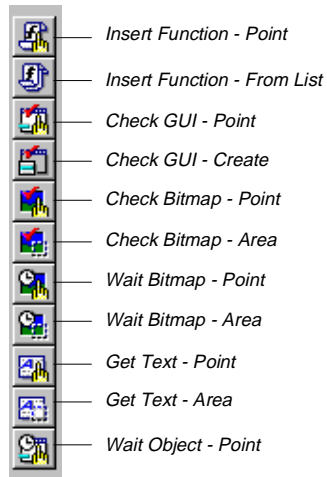 Insert Function - Point
Insert Function - From List
Check GUI - Point
Check GUI - Create
Check Bitmap - Point
Check Bitmap - Area
Wait Bitmap - Point
Wait Bitmap - Area
Get Text - Point
Get Text - Area
Wait Object - Point